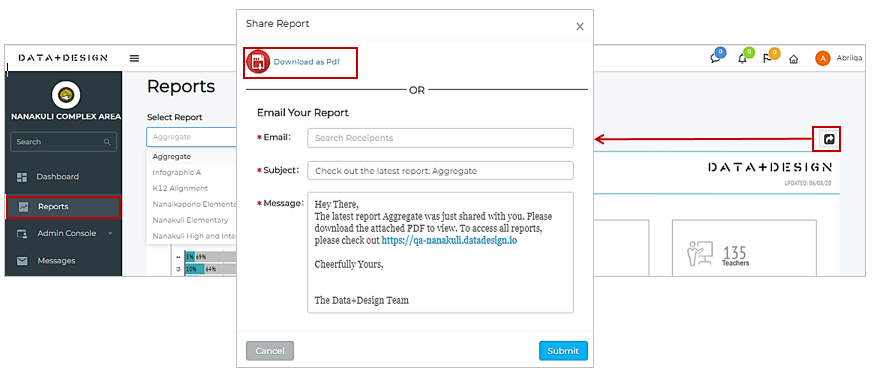 Share Report
x
Download as Pdf
OR
Email Your Report
*Email:
Search Receipents
*Subject:
Check out the latest report: Aggregate
*Message:
Hey There,
The latest report Aggregate was just shared with you. Please
download the attached PDF to view. To access all reports,
please check out https://qa-nanakuli.datadesign.io
Cheerfully Yours,
The Data+Design Team
Cancel
Submit
DATA+DESIGN
0
0
0
A
Abrilqa
NANAKULI COMPLEX AREA
Search
Dashboard
Reports
Admin Console
Messages
Reports
Select Report
Aggregate
Aggregate
Infographic A
K12 Alignment
Nanaikapono Elementa
Nanakuli Elementary
Nanakuli High and Inte
5% 69%
10% 64%
DATA+DESIGN
UPDATED: 06/08/20
135
Teachers